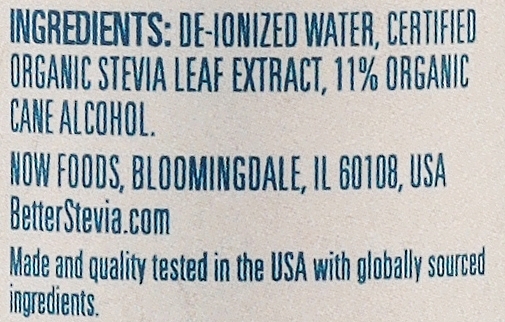 INGREDIENTS: DE-IONIZED WATER, CERTIFIED
ORGANIC STEVIA LEAF EXTRACT, 11% ORGANIC
CANE ALCOHOL.
NOW FOODS, BLOOMINGDALE, IL 60108, USA
BetterStevia.com
Made and quality tested in the USA with globally sourced
ingredients.